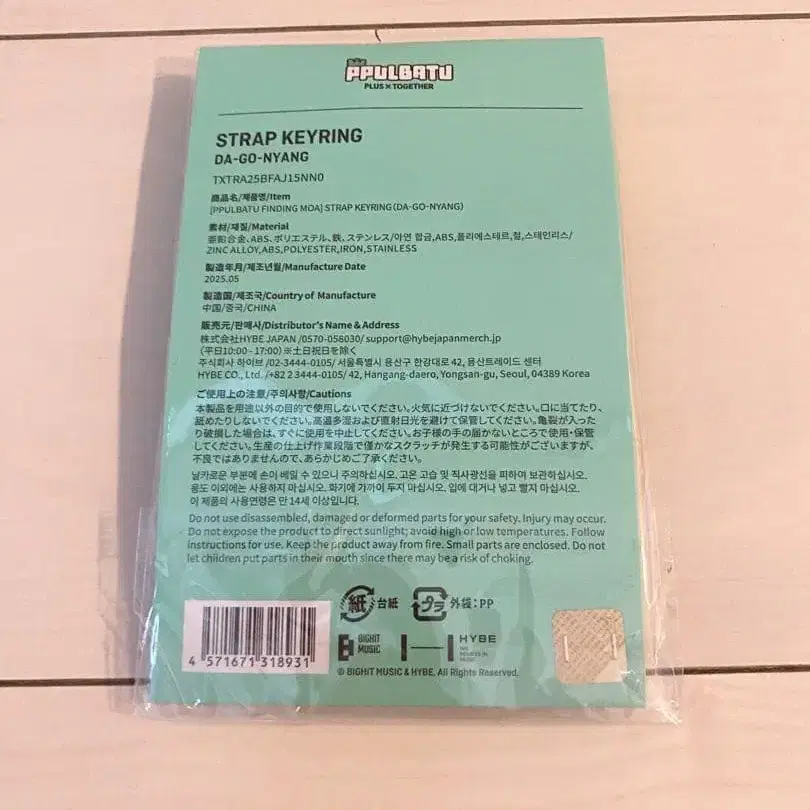 PPULBATU
PLUS×TOGETHER
STRAP KEYRING
DA-GO-NYANG
TXTRA25BFAJ15NN0
商品名/제품명/Item
[PPULBATU FINDING MOA] STRAP KEYRING(DA-GO-NYANG)
素材/재질/Material
亜鉛合金、ABS、ポリエステル、鉄、ステンレス/아연 합금,ABS,폴리에스테르,철,스테인리스/
ZINC ALLOY,ABS,POLYESTER,IRON,STAINLESS
製造年月/제조년월/Manufacture Date
2025.05
製造国/제조국/Country of Manufacture
中国/중국/CHINA
販売元/판매사/Distributor's Name & Address
株式会社HYBE JAPAN /0570-058030/ support@hybejapanmerch.jp
(平日10:00-17:00)※土日祝日を除く
주식회사 하이브 /02-3444-0105/ 서울특별시 용산구 한강대로 42, 용산트레이드 센터
HYBE CO., Ltd. /+82 2 3444-0105/ 42, Hangang-daero, Yongsan-gu, Seoul, 04389 Korea
ご使用上の注意/주의사항/Cautions
本製品を用途以外の目的で使用しないでください。火気に近づけないでください。口に当てたり、
舐めたりしないでください。高温多湿および直射日光を避けて保管してください。亀裂が入った
り破損した場合は、すぐに使用を中止してください。お子様の手の届かないところで使用・保管
してください。生産の仕上げ作業段階で僅かなスクラッチが発生する可能性がございますが、
不良ではありませんので、あらかじめご了承ください。
날카로운 부분에 손이 베일 수 있으니 주의하십시오. 고온 고습 및 직사광선을 피하여 보관하십시오.
용도 이외에는 사용하지 마십시오. 화기에 가까이 두지 마십시오. 입에 대거나 넣고 빨지 마십시오.
이 제품의 사용연령은 만 14세 이상입니다.
Do not use disassembled, damaged or deformed parts for your safety. Injury may occur.
Do not expose the product to direct sunlight; avoid high or low temperatures. Follow
instructions for use. Keep the product away from fire. Small parts are enclosed. Do not
let children put parts in their mouth since there may be a risk of choking.
紙 台紙 プラ 外袋：PP
4 571671 318931
BIGHIT
MUSIC
HYBE
© BIGHIT MUSIC & HYBE. All Rights Reserved.